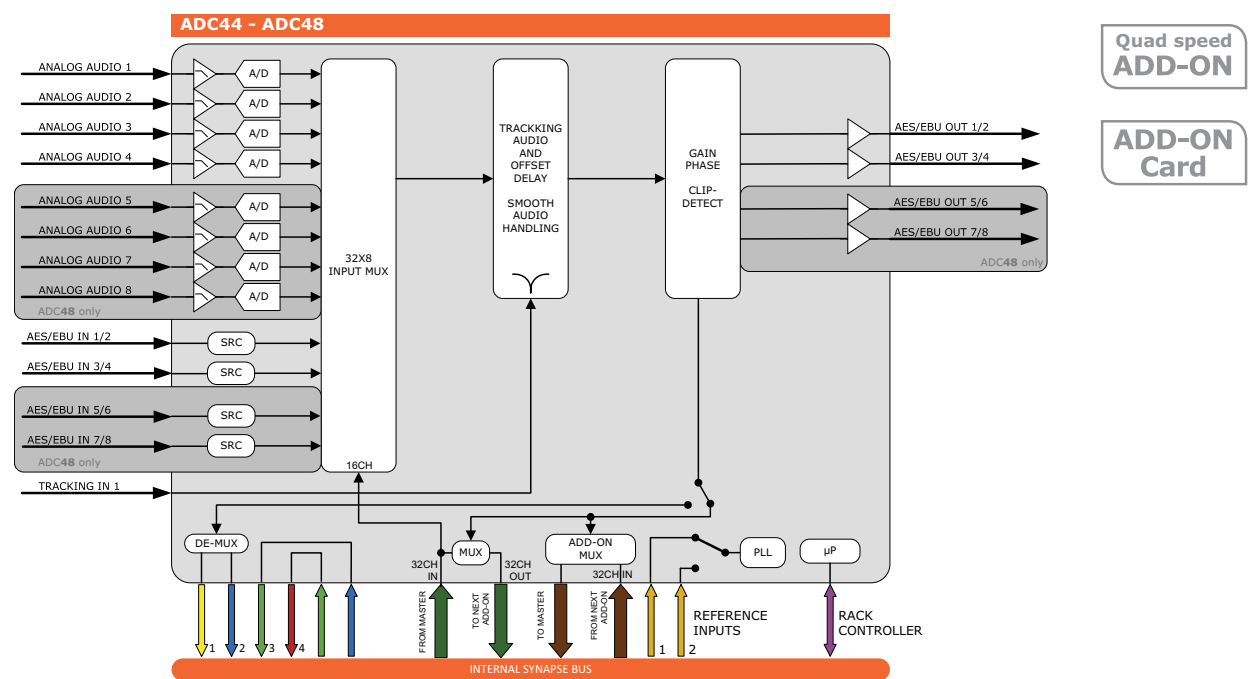 ADC44 - ADC48
Quad speed
ADD-ON
ADD-ON
Card
ANALOG AUDIO 1
A/D
ANALOG AUDIO 2
A/D
ANALOG AUDIO 3
A/D
ANALOG AUDIO 4
A/D
ANALOG AUDIO 5
A/D
ANALOG AUDIO 6
A/D
ANALOG AUDIO 7
A/D
ANALOG AUDIO 8
A/D
ADC48 only
AES/EBU IN 1/2
SRC
AES/EBU IN 3/4
SRC
AES/EBU IN 5/6
SRC
AES/EBU IN 7/8
SRC
ADC48 only
TRACKING IN 1
32X8
INPUT MUX
16CH
TRACKKING
AUDIO
AND
OFFSET
DELAY
SMOOTH
AUDIO
HANDLING
GAIN
PHASE
CLIP-
DETECT
AES/EBU OUT 1/2
AES/EBU OUT 3/4
AES/EBU OUT 5/6
AES/EBU OUT 7/8
ADC48 only
DE-MUX
MUX
ADD-ON
MUX
PLL
µP
32CH
IN
32CH
OUT
32CH IN
1
2
3
4
FROM MASTER
TO NEXT
ADD-ON
TO MASTER
FROM NEXT
ADD-ON
1
2
REFERENCE
INPUTS
RACK
CONTROLLER
INTERNAL SYNAPSE BUS